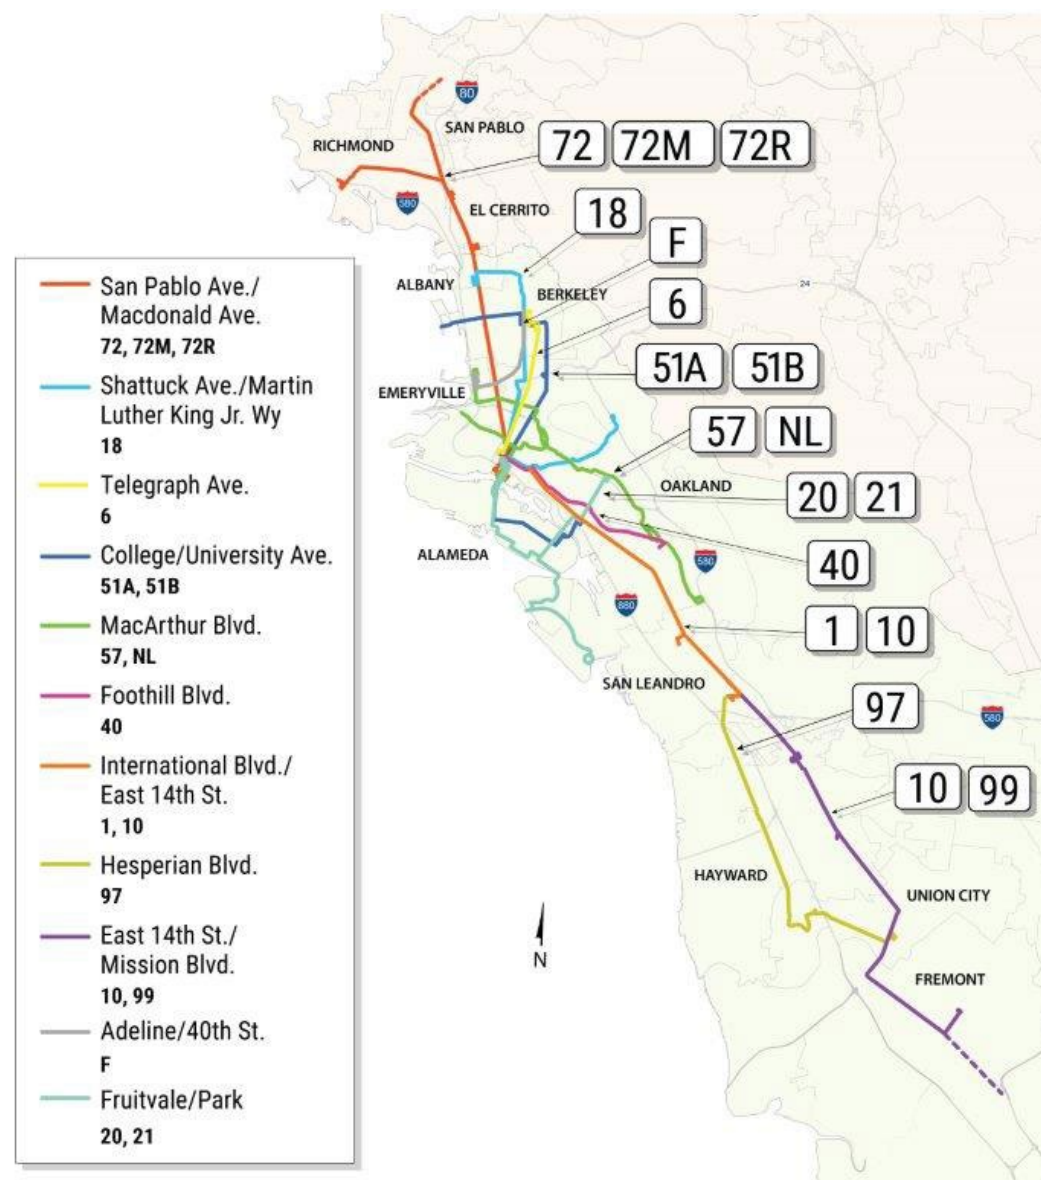 80
SAN PABLO
RICHMOND
72 72M 72R
580
EL CERRITO
18
F
ALBANY
BERKELEY
24
6
51A 51B
EMERYVILLE
57 NL
OAKLAND
20 21
ALAMEDA
40
580
880
1 10
SAN LEANDRO
97
580
10 99
HAYWARD
UNION CITY
N
FREMONT
San Pablo Ave./
Macdonald Ave.
72, 72M, 72R
Shattuck Ave./Martin
Luther King Jr. Wy
18
Telegraph Ave.
6
College/University Ave.
51A, 51B
MacArthur Blvd.
57, NL
Foothill Blvd.
40
International Blvd./
East 14th St.
1, 10
Hesperian Blvd.
97
East 14th St./
Mission Blvd.
10, 99
Adeline/40th St.
F
Fruitvale/Park
20, 21